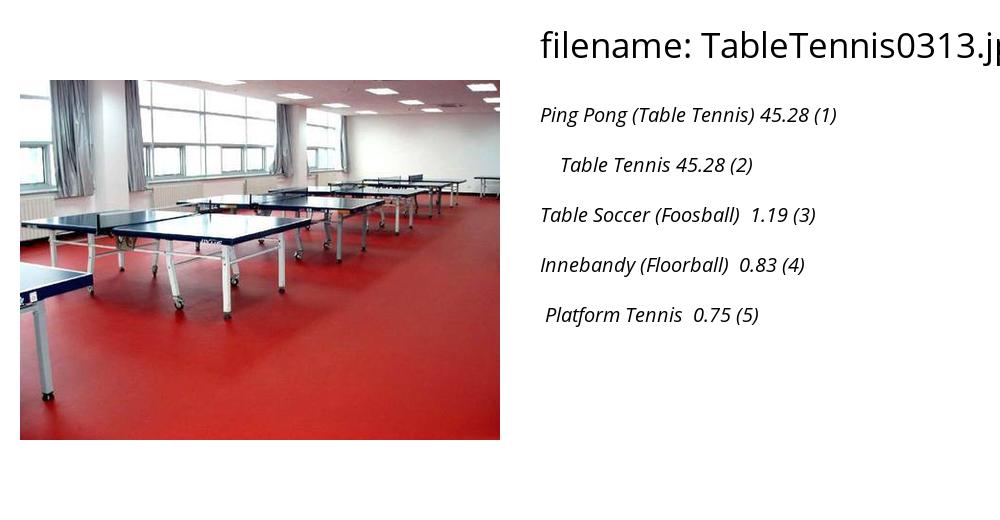 filename: TableTennis0313.j
Ping Pong (Table Tennis) 45.28 (1)
Table Tennis 45.28 (2)
Table Soccer (Foosball) 1.19 (3)
Innebandy (Floorball) 0.83 (4)
Platform Tennis 0.75 (5)